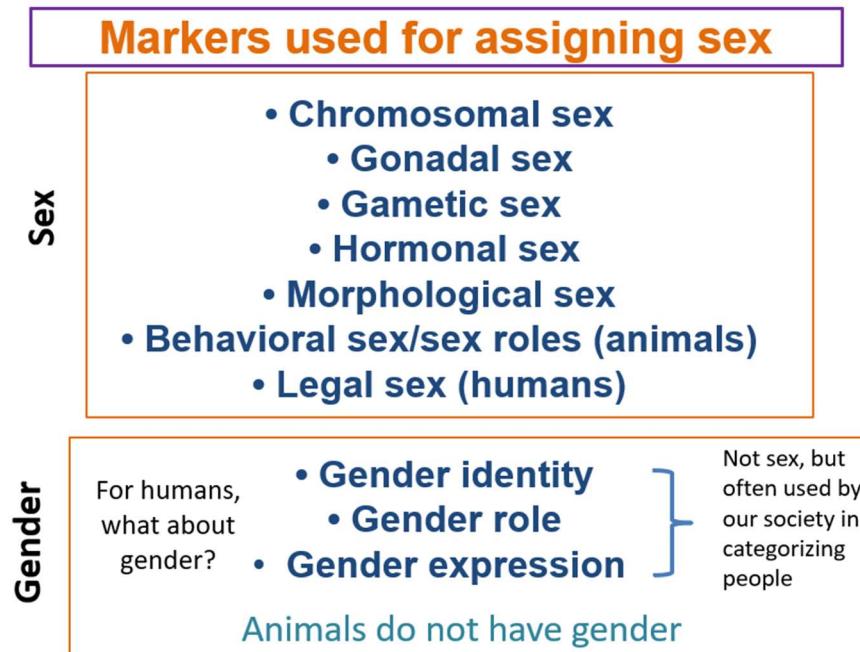 Markers used for assigning sex
Sex
• Chromosomal sex
• Gonadal sex
• Gametic sex
• Hormonal sex
• Morphological sex
• Behavioral sex/sex roles (animals)
• Legal sex (humans)
Gender
For humans,
what about
gender?
• Gender identity
• Gender role
• Gender expression
Not sex, but
often used by
our society in
categorizing
people
Animals do not have gender